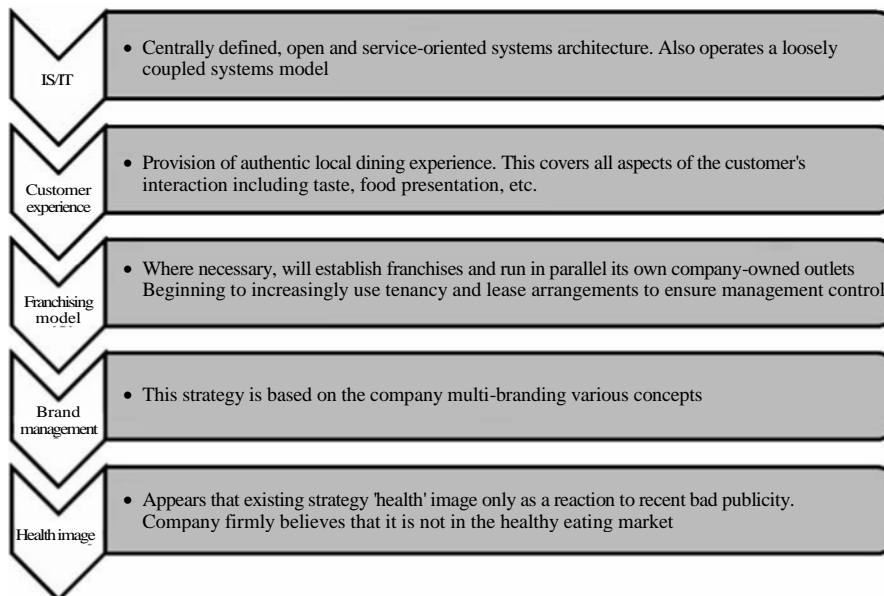 IS/IT
• Centrally defined, open and service-oriented systems architecture. Also operates a loosely
coupled systems model
Customer
experience
• Provision of authentic local dining experience. This covers all aspects of the customer's
interaction including taste, food presentation, etc.
Franchising
model
• Where necessary, will establish franchises and run in parallel its own company-owned outlets
Beginning to increasingly use tenancy and lease arrangements to ensure management control
Brand
management
• This strategy is based on the company multi-branding various concepts
Health image
• Appears that existing strategy 'health' image only as a reaction to recent bad publicity.
Company firmly believes that it is not in the healthy eating market